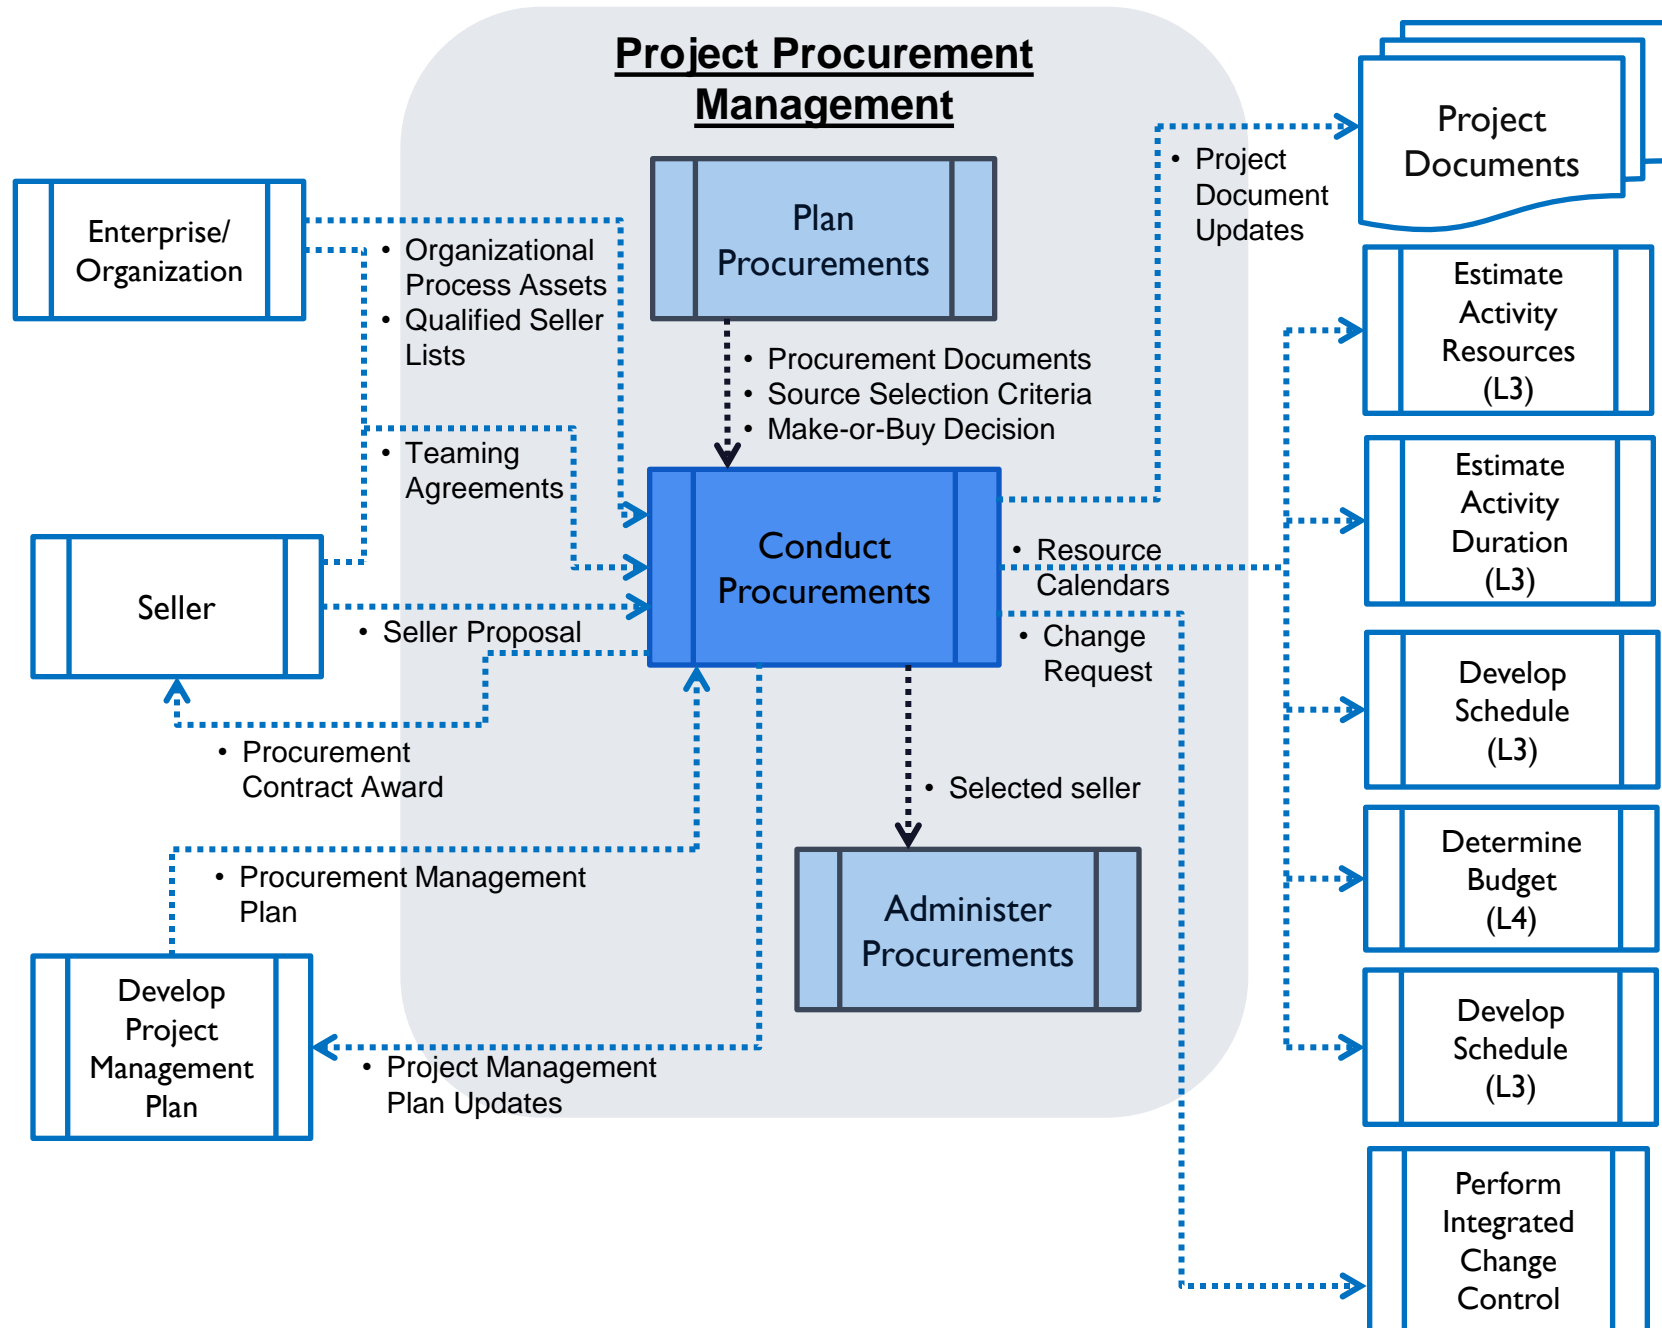 Project Procurement
Management
Project
Documents
• Project
Document
Updates
Plan
Procurements
Enterprise/
Organization
• Organizational
Process Assets
• Qualified Seller
Lists
Estimate
Activity
Resources
(L3)
• Procurement Documents
• Source Selection Criteria
• Make-or-Buy Decision
• Teaming
Agreements
Estimate
Activity
Duration
(L3)
Conduct
Procurements
• Resource
Calendars
Seller
• Seller Proposal
• Change
Request
Develop
Schedule
(L3)
• Procurement
Contract Award
• Selected seller
Determine
Budget
(L4)
• Procurement Management
Plan
Administer
Procurements
Develop
Project
Management
Plan
Develop
Schedule
(L3)
• Project Management
Plan Updates
Perform
Integrated
Change
Control